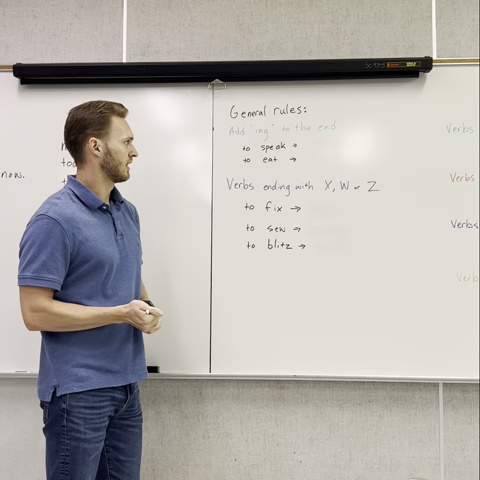 now.
General rules:
Add "ing" to the end
to speak →
to eat →
Verbs ending with X, W or Z
to fix →
to sew →
to blitz →
Verbs
Verbs
Verbs
Verb